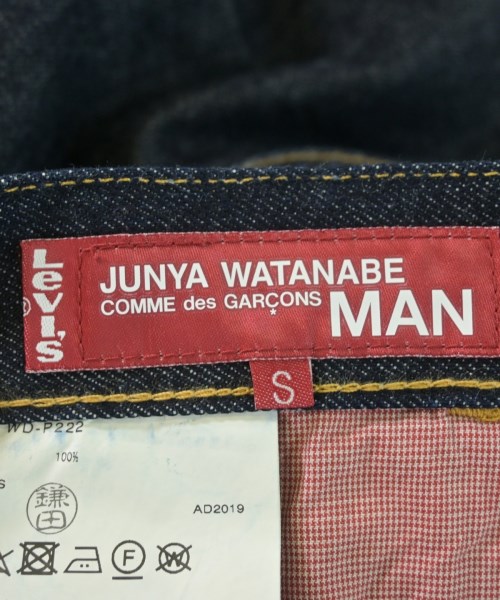 Levi's
®
JUNYA WATANABE
COMME des GARÇONS
*
MAN
S
WD-P222
100%
s
鎌田
AD2019
F
W